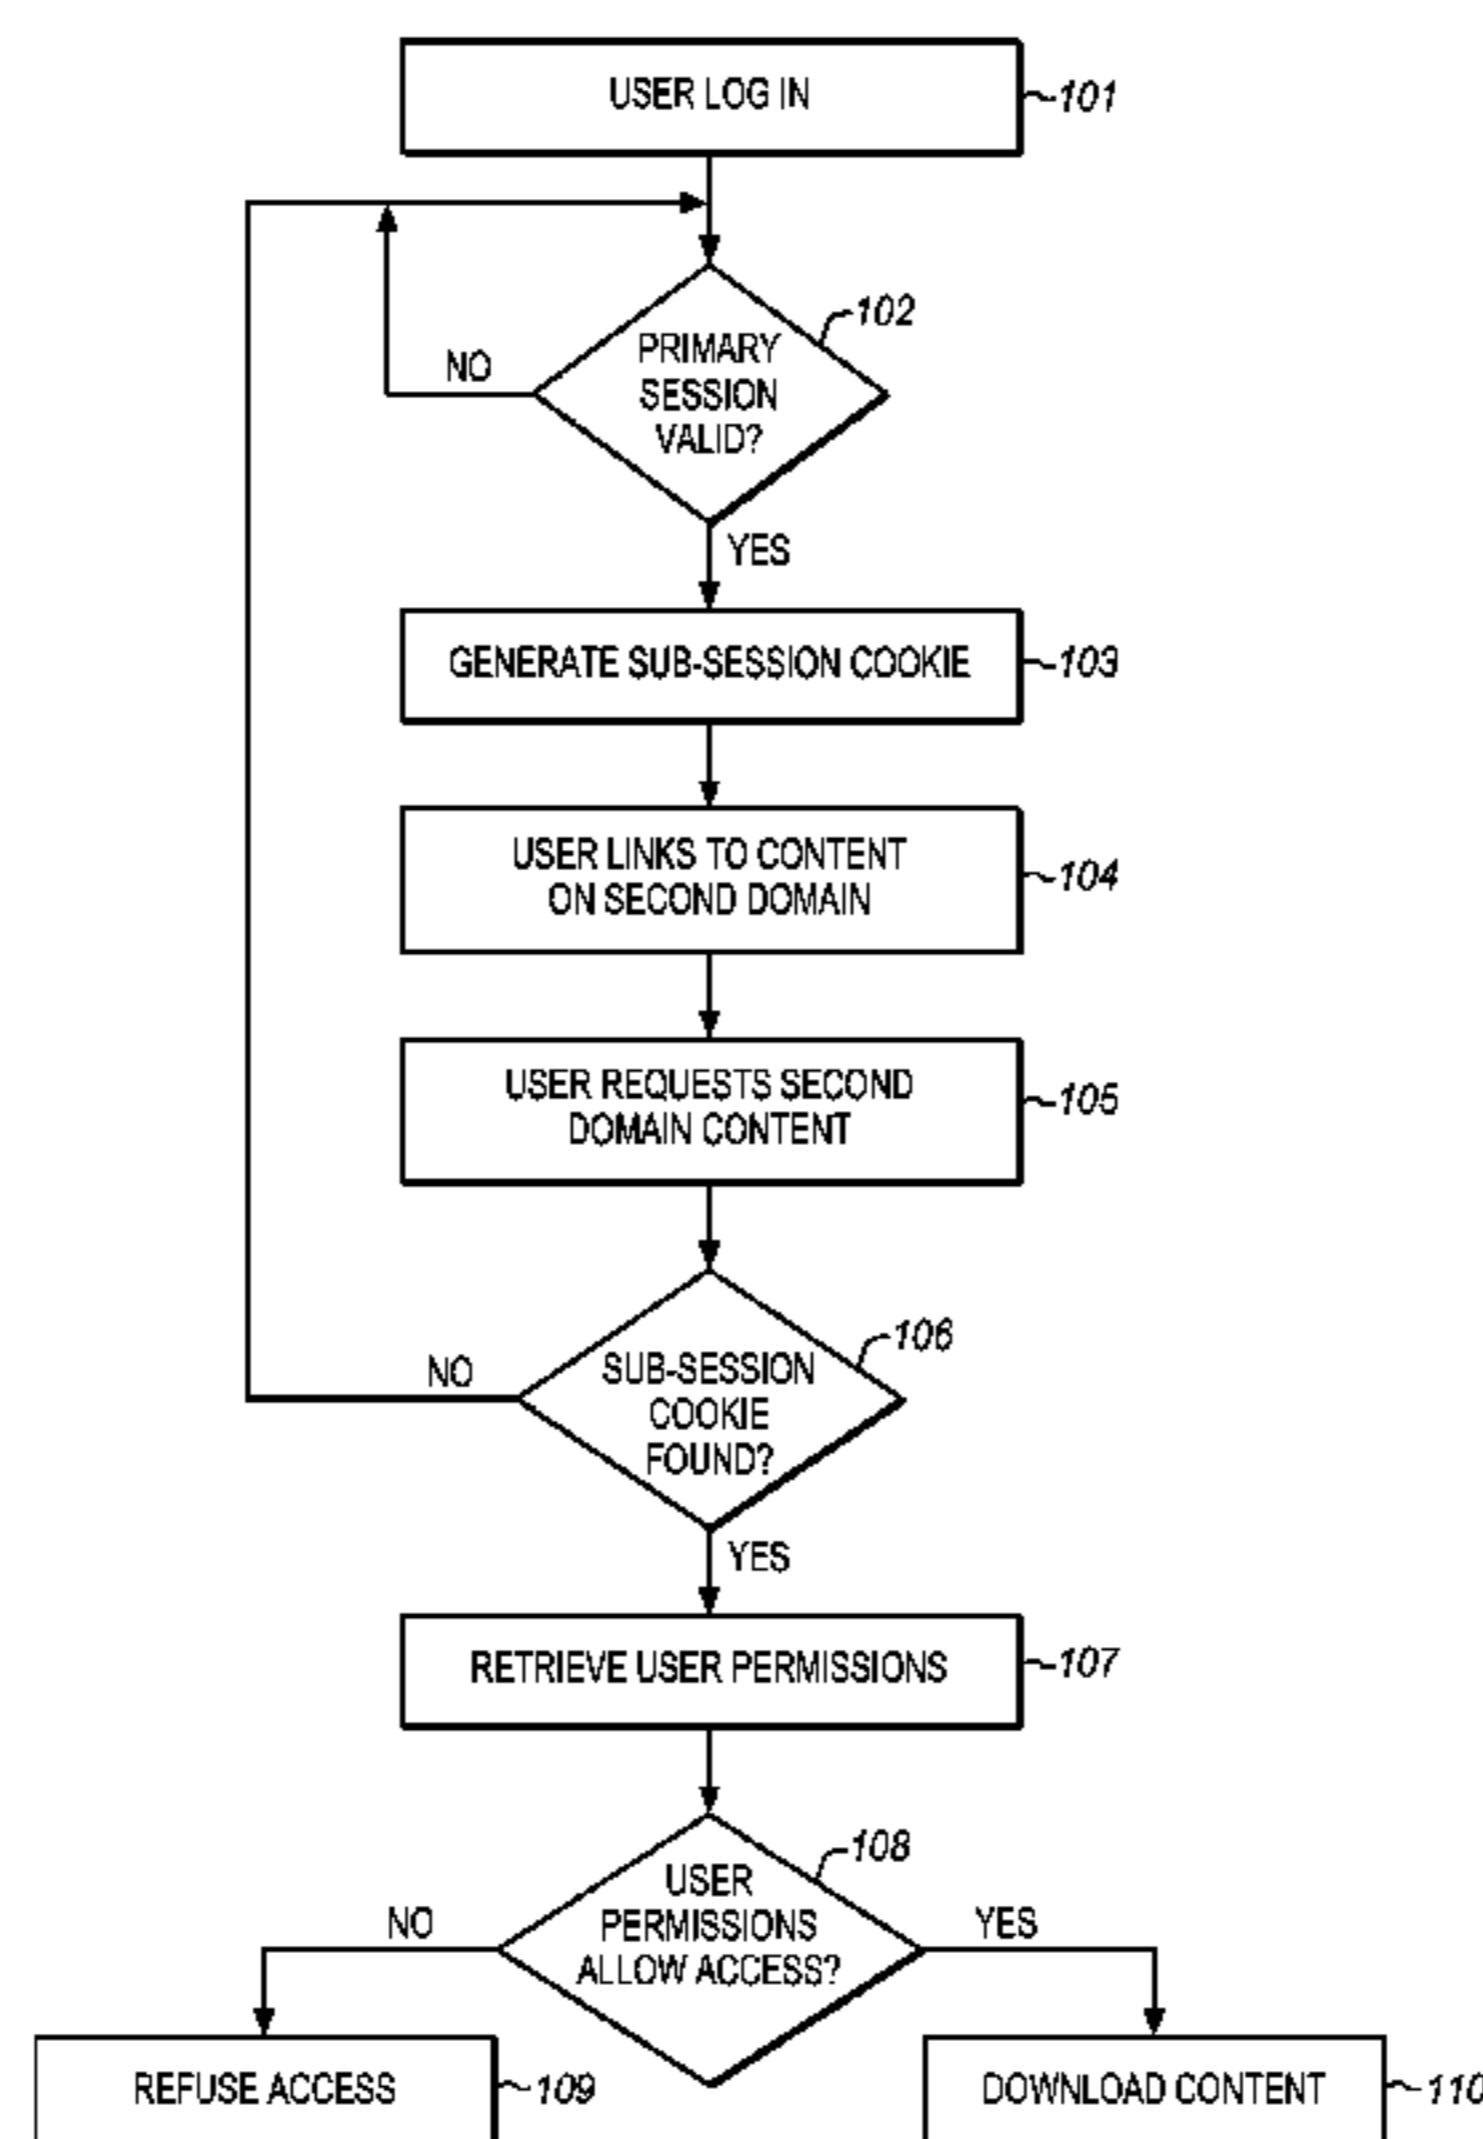 USER LOG IN
101
102
PRIMARY
SESSION
VALID?
NO
YES
GENERATE SUB-SESSION COOKIE
103
USER LINKS TO CONTENT
ON SECOND DOMAIN
104
USER REQUESTS SECOND
DOMAIN CONTENT
105
106
SUB-SESSION
COOKIE
FOUND?
NO
YES
RETRIEVE USER PERMISSIONS
107
108
USER
PERMISSIONS
ALLOW ACCESS?
NO
YES
REFUSE ACCESS
109
DOWNLOAD CONTENT
110